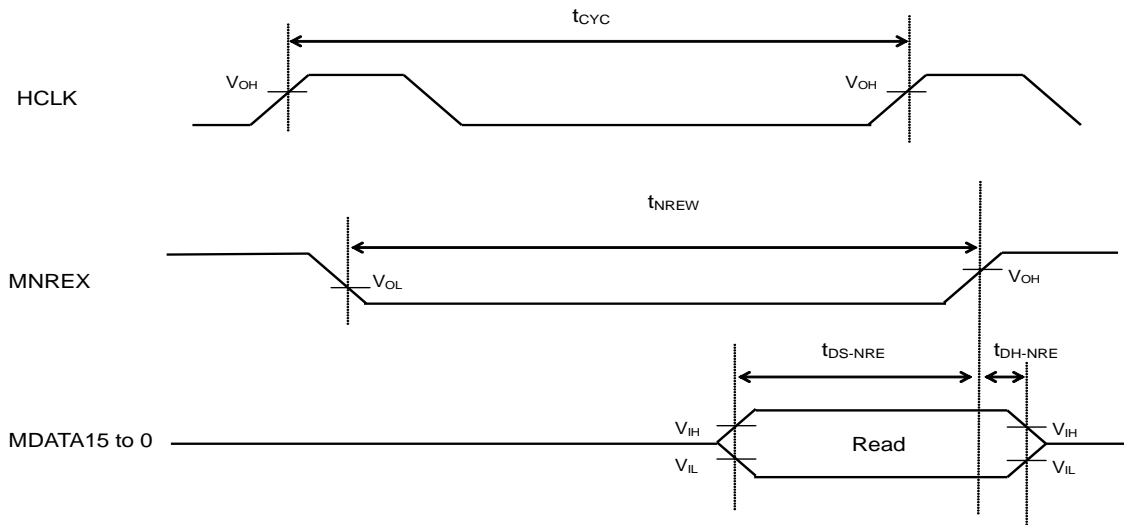 tCYC
HCLK
VOH
VOH
tNREW
MNREX
VOL
VOH
tDS-NRE
tDH-NRE
MDATA15 to 0
VIH
VIL
Read
VIH
VIL